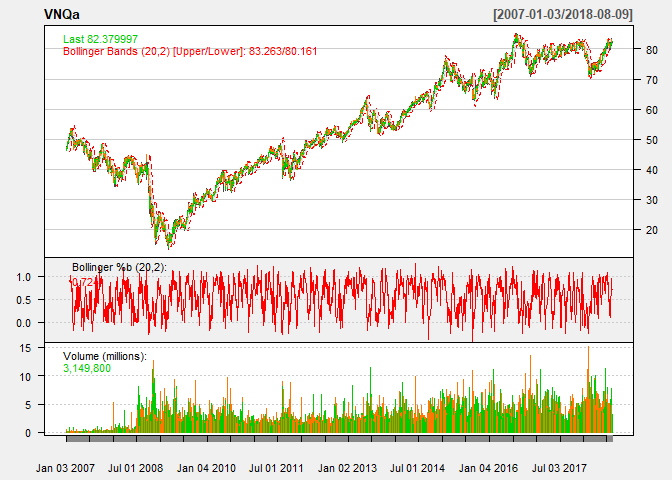 VNQa [2007-01-03/2018-08-09]
Last 82.379997
Bollinger Bands (20,2) [Upper/Lower]: 83.263/80.161
80
70
60
50
40
30
20
Bollinger %b (20,2):
1.0
0.5
0.0
15
Volume (millions):
3,149,800
10
5
0
Jan 03 2007 Jul 01 2008 Jan 04 2010 Jul 01 2011 Jan 02 2013 Jul 01 2014 Jan 04 2016 Jul 03 2017